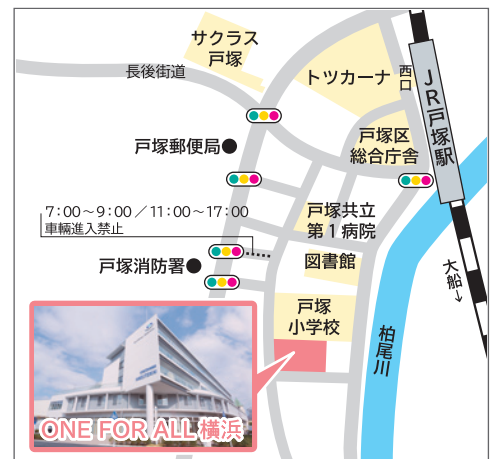 サクラス
戸塚
長後街道
トツカーナ
西口
JR戸塚駅
戸塚区
総合庁舎
戸塚郵便局
7:00～9:00／11:00～17:00
車輛進入禁止
戸塚共立
第1病院
図書館
戸塚消防署
大船→
戸塚
小学校
柏尾川
ONE FOR ALL 横浜